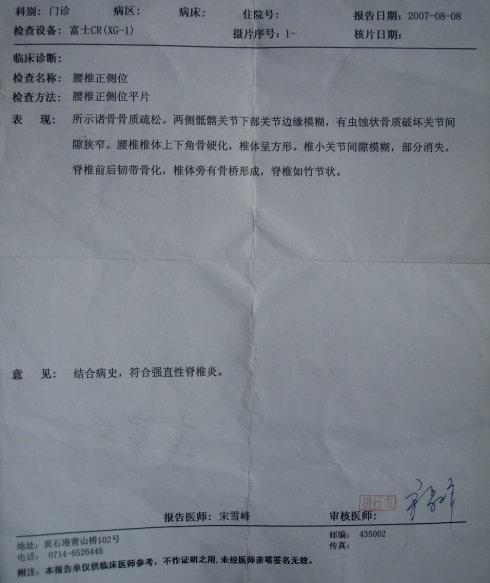 科别: 门诊 病区: 病床: 住院号: 报告日期: 2007-08-08
检查设备: 富士CR(XG-1) 摄片序号: 1- 核片日期:
临床诊断:
检查名称: 腰椎正侧位
检查方法: 腰椎正侧位平片
表 现: 所示诸骨骨质疏松。两侧骶髂关节下部关节边缘模糊，有虫蚀状骨质破坏关节间
隙狭窄。腰椎椎体上下角骨硬化，椎体呈方形。椎小关节间隙模糊，部分消失。
脊椎前后韧带骨化，椎体旁有骨桥形成，脊椎如竹节状。
意 见: 结合病史，符合强直性脊椎炎。
报告医师: 宋雪峰 审核医师:
地址: 黄石地青山桥102号 邮编: 435002
电话: 0714-6526445 传真:
附注: 本报告单仅供临床医师参考，不作证明之用，未经医师亲笔签名无效。